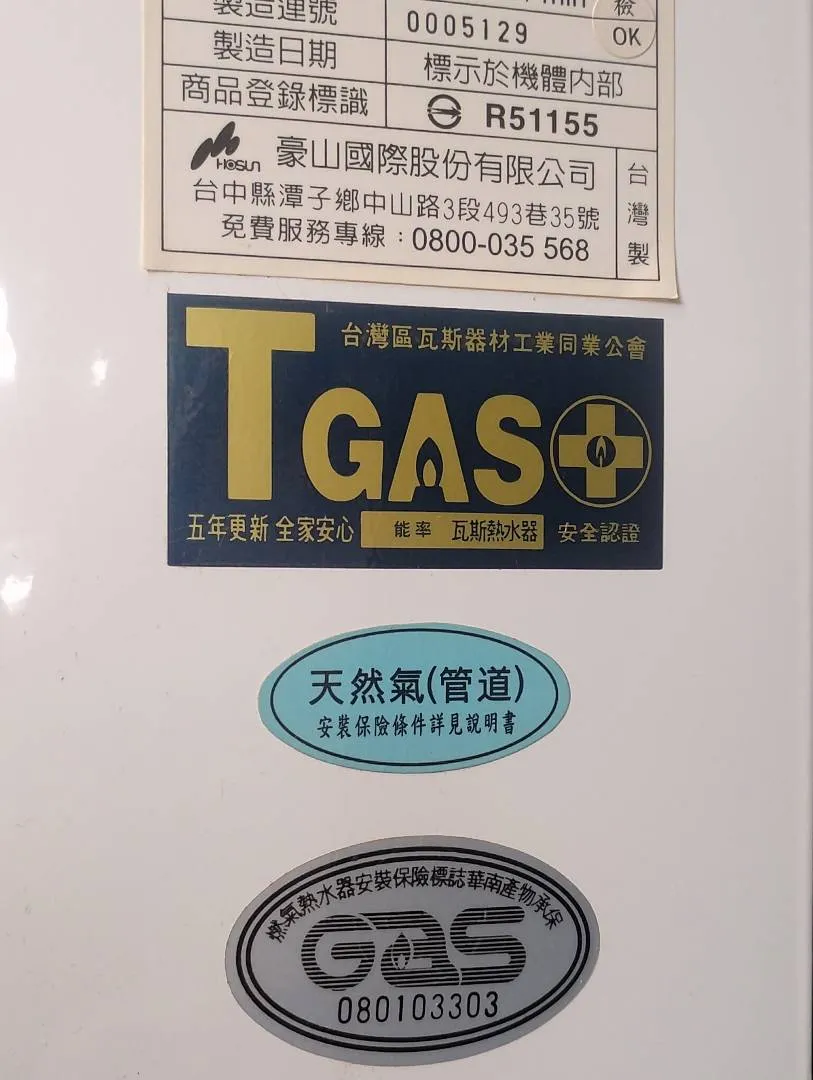 製造運號
0005129
檢
OK
製造日期
標示於機體內部
商品登錄標識
R51155
HOSUN
豪山國際股份有限公司
台中縣潭子鄉中山路3段493巷35號
免費服務專線：0800-035 568
台灣製
台灣區瓦斯器材工業同業公會
TGAS
五年更新 全家安心
能率 瓦斯熱水器
安全認證
天然氣(管道)
安裝保險條件詳見說明書
燃氣熱水器安裝保險標誌華南產物承保
GAS
080103303